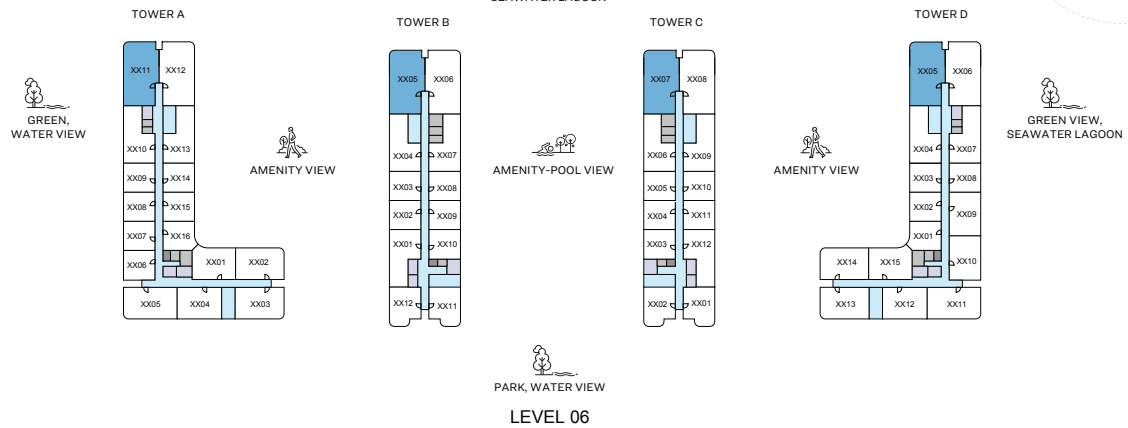 SEAWATER LAGOON
TOWER A
TOWER B
TOWER C
TOWER D
XX11
XX12
XX10
XX13
XX09
XX14
XX08
XX15
XX07
XX16
XX06
XX01
XX02
XX05
XX04
XX03
XX05
XX06
XX04
XX07
XX03
XX08
XX02
XX09
XX01
XX10
XX12
XX11
XX07
XX08
XX06
XX09
XX05
XX10
XX04
XX11
XX03
XX12
XX02
XX01
XX05
XX06
XX04
XX07
XX03
XX08
XX02
XX09
XX01
XX10
XX14
XX15
XX13
XX12
XX11
GREEN,
WATER VIEW
AMENITY VIEW
AMENITY-POOL VIEW
AMENITY VIEW
GREEN VIEW,
SEAWATER LAGOON
PARK, WATER VIEW
LEVEL 06